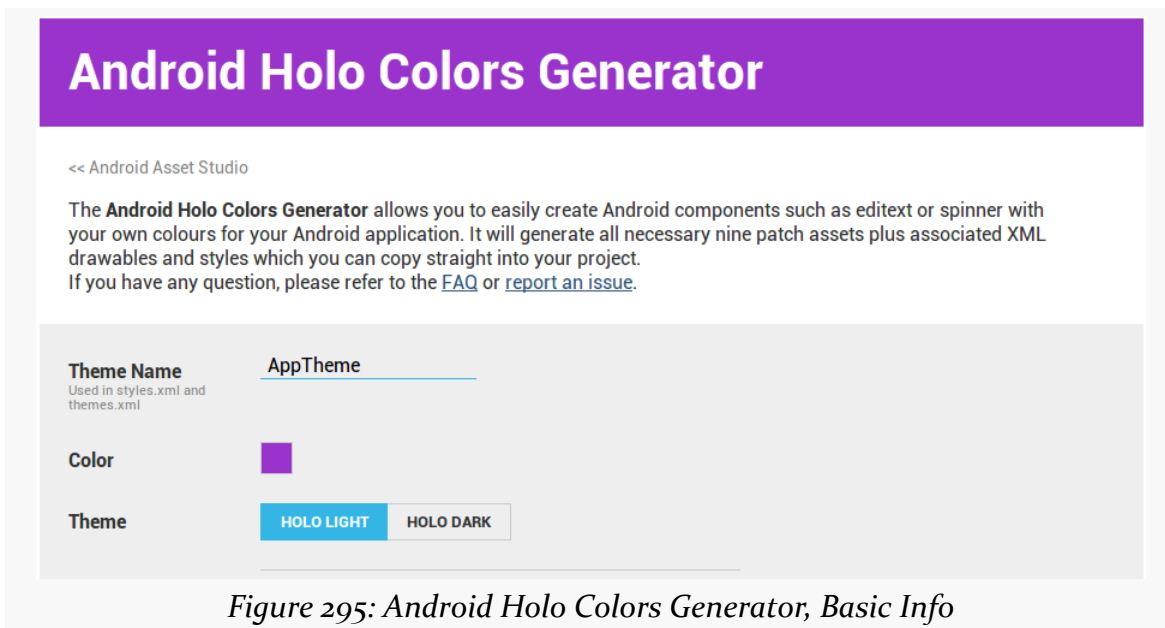 Android Holo Colors Generator
<< Android Asset Studio
The Android Holo Colors Generator allows you to easily create Android components such as editext or spinner with
your own colours for your Android application. It will generate all necessary nine patch assets plus associated XML
drawables and styles which you can copy straight into your project.
If you have any question, please refer to the FAQ or report an issue.
Theme Name
AppTheme
Used in styles.xml and
themes.xml
Color
Theme
HOLO LIGHT HOLO DARK
Figure 295: Android Holo Colors Generator, Basic Info